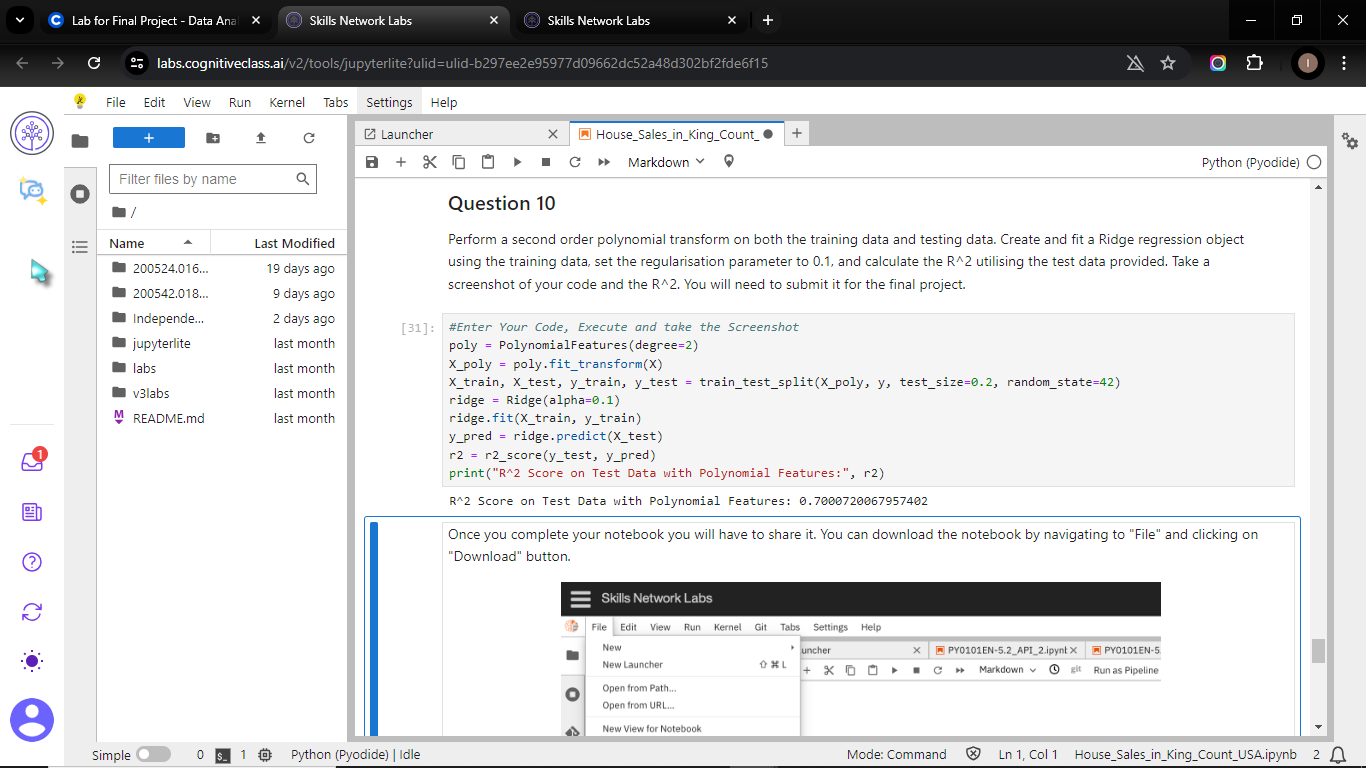 Lab for Final Project - Data Anal
Skills Network Labs
Skills Network Labs
labs.cognitiveclass.ai/v2/tools/jupyterlite?ulid=ulid-b297ee2e95977d09662dc52a48d302bf2fde6f15
I
File Edit View Run Kernel Tabs Settings Help
Launcher
House_Sales_in_King_Count_
Filter files by name
Markdown
Python (Pyodide)
/
Name Last Modified
200524.016... 19 days ago
200542.018... 9 days ago
Independe... 2 days ago
jupyterlite last month
labs last month
v3labs last month
README.md last month
1
Question 10
Perform a second order polynomial transform on both the training data and testing data. Create and fit a Ridge regression object
using the training data, set the regularisation parameter to 0.1, and calculate the R^2 utilising the test data provided. Take a
screenshot of your code and the R^2. You will need to submit it for the final project.
[31]:
#Enter Your Code, Execute and take the Screenshot
poly = PolynomialFeatures(degree=2)
X_poly = poly.fit_transform(X)
X_train, X_test, y_train, y_test = train_test_split(X_poly, y, test_size=0.2, random_state=42)
ridge = Ridge(alpha=0.1)
ridge.fit(X_train, y_train)
y_pred = ridge.predict(X_test)
r2 = r2_score(y_test, y_pred)
print("R^2 Score on Test Data with Polynomial Features:", r2)
R^2 Score on Test Data with Polynomial Features: 0.7000720067957402
Once you complete your notebook you will have to share it. You can download the notebook by navigating to "File" and clicking on
"Download" button.
Skills Network Labs
File Edit View Run Kernel Git Tabs Settings Help
New
New Launcher ⇧ ⌘ L
Open from Path...
Open from URL...
New View for Notebook
uncher
PY0101EN-5.2_API_2.ipynb
PY0101EN-5
Markdown
git
Run as Pipeline
Simple 0 1 Python (Pyodide) | Idle
Mode: Command Ln 1, Col 1 House_Sales_in_King_Count_USA.ipynb 2